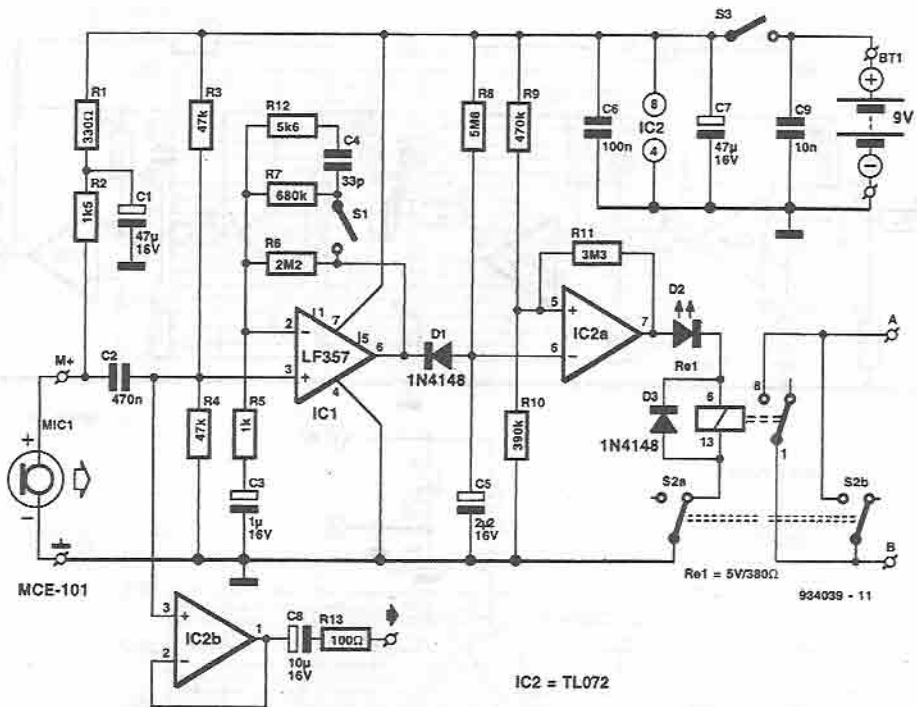 S3
BT1
R1
330Ω
R3
47k
R12
5k6
C4
33p
R8
5M6
R9
470k
C6
100n
8
IC2
4
C7
47µ
16V
C9
10n
9V
R2
1k5
C1
47µ
16V
R7
680k
S1
R6
2M2
R11
3M3
M+
C2
470n
2
3
1
7
5
6
4
LF357
IC1
D1
1N4148
5
6
7
IC2a
D2
Re1
A
MIC1
R4
47k
R5
1k
R10
390k
D3
1N4148
6
13
8
1
C3
1µ
16V
C5
2µ2
16V
S2a
S2b
B
MCE-101
Re1 = 5V/380Ω
934039 - 11
3
2
1
IC2b
C8
10µ
16V
R13
100Ω
IC2 = TL072